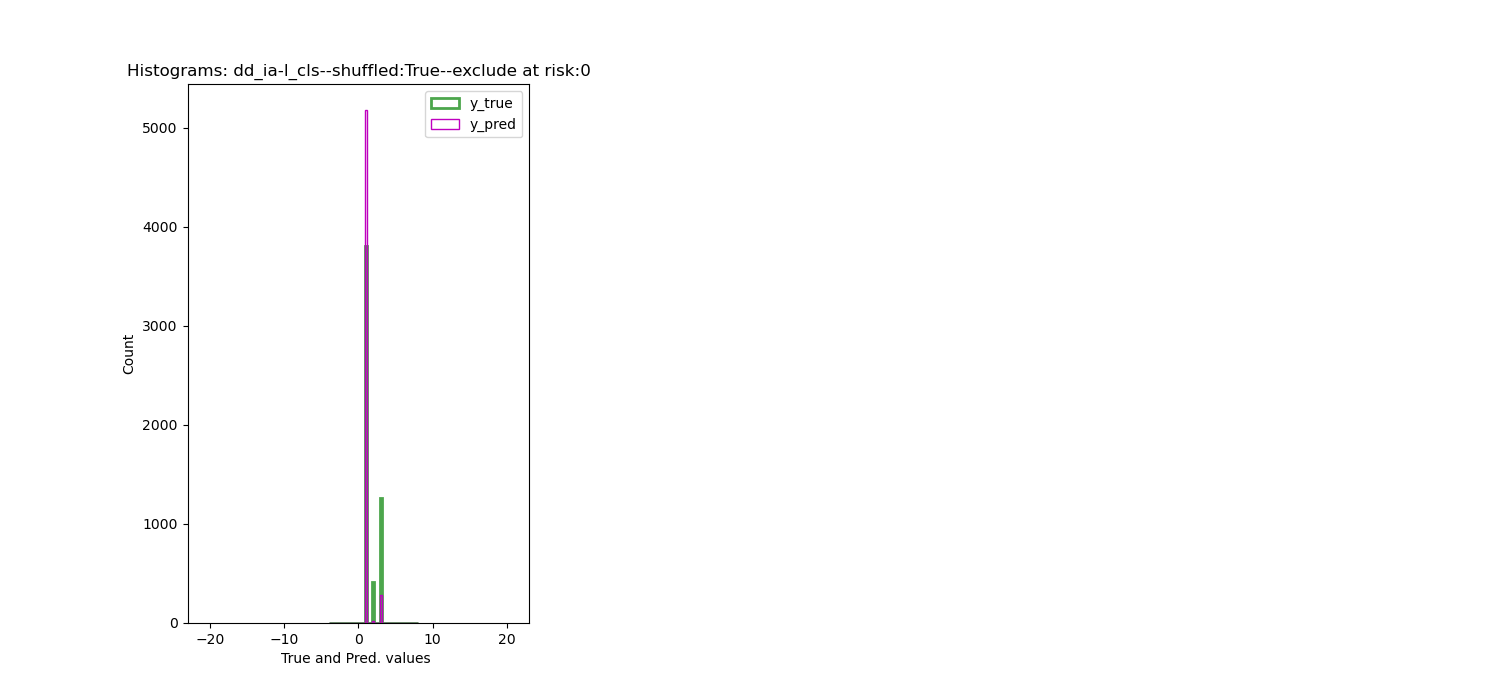 Histograms: dd_ia-l_cls--shuffled:True--exclude at risk:0
y_true
y_pred
5000
4000
3000
2000
1000
0
Count
−20 −10 0 10 20
True and Pred. values